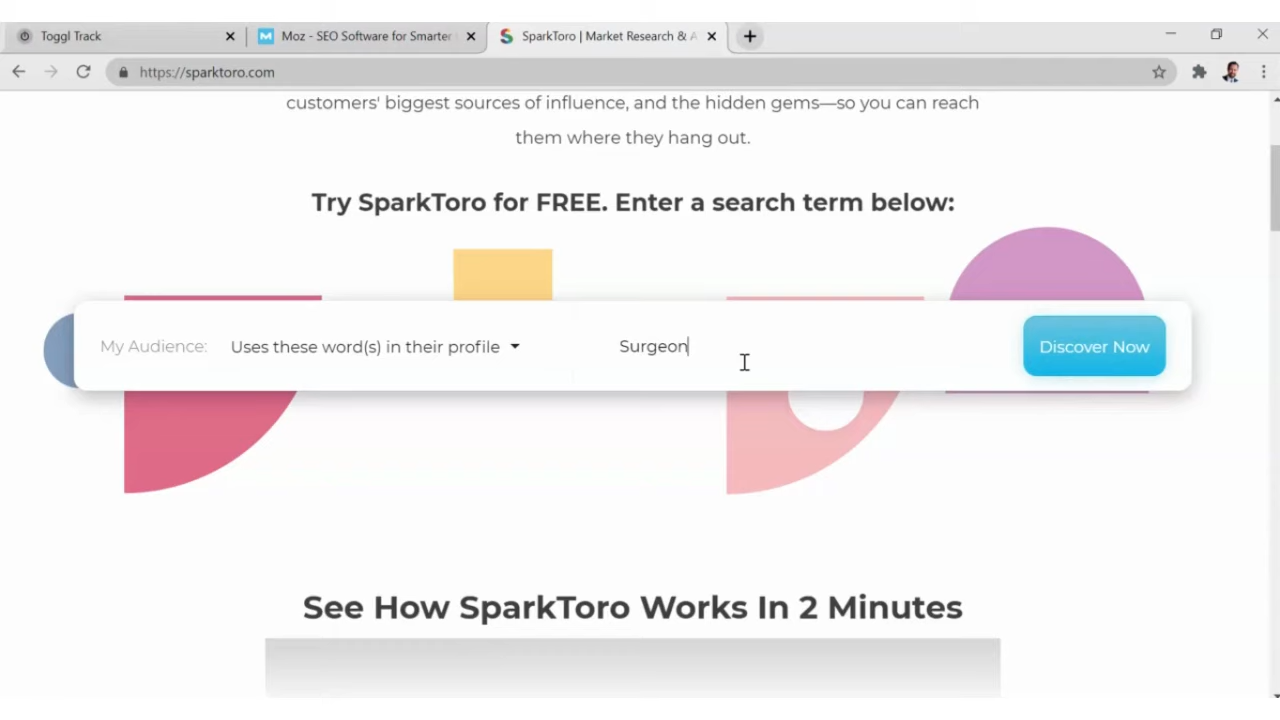 Toggl Track
Moz - SEO Software for Smarter
SparkToro | Market Research & A
https://sparktoro.com
customers' biggest sources of influence, and the hidden gems—so you can reach
them where they hang out.
Try SparkToro for FREE. Enter a search term below:
My Audience: Uses these word(s) in their profile Surgeon Discover Now
See How SparkToro Works In 2 Minutes